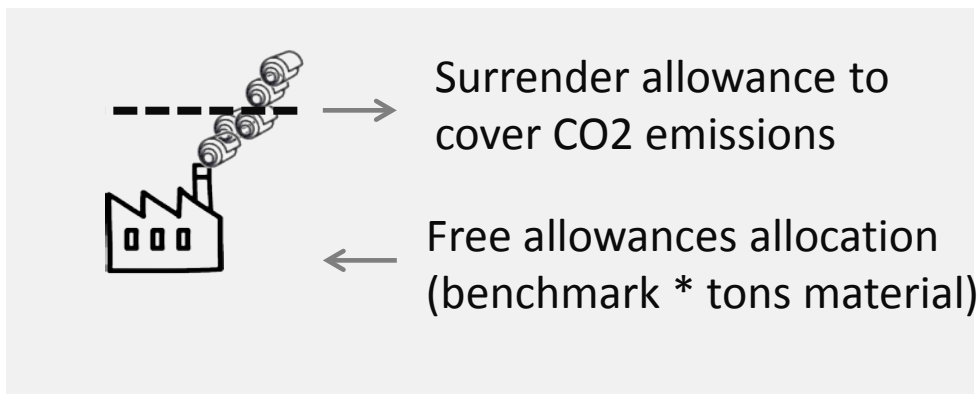 Surrender allowance to
cover CO2 emissions
Free allowances allocation
(benchmark * tons material)